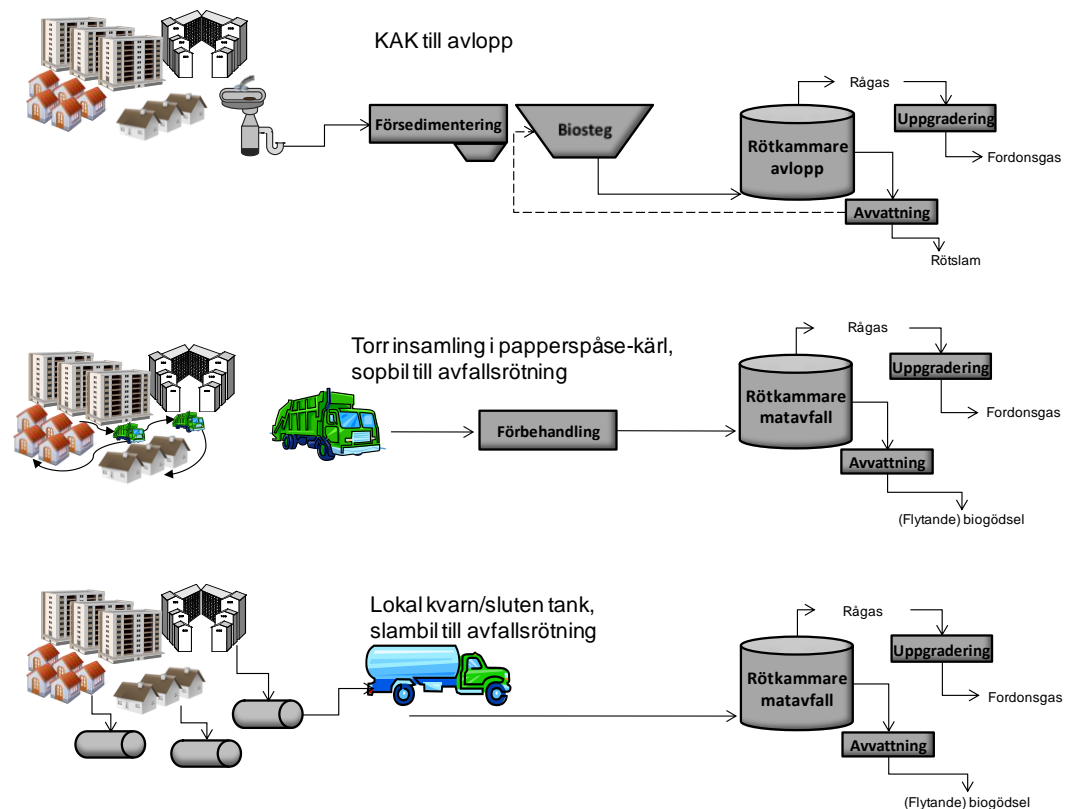 KAK till avlopp
Försedimentering
Biosteg
Rötkammare
avlopp
Rågas
Uppgradering
Fordonsgas
Avvattning
Rötslam
Torr insamling i papperspåse-kärl,
sopbil till avfallsrötning
Förbehandling
Rötkammare
matavfall
Rågas
Uppgradering
Fordonsgas
Avvattning
(Flytande) biogödsel
Lokal kvarn/sluten tank,
slambil till avfallsrötning
Rötkammare
matavfall
Rågas
Uppgradering
Fordonsgas
Avvattning
(Flytande) biogödsel